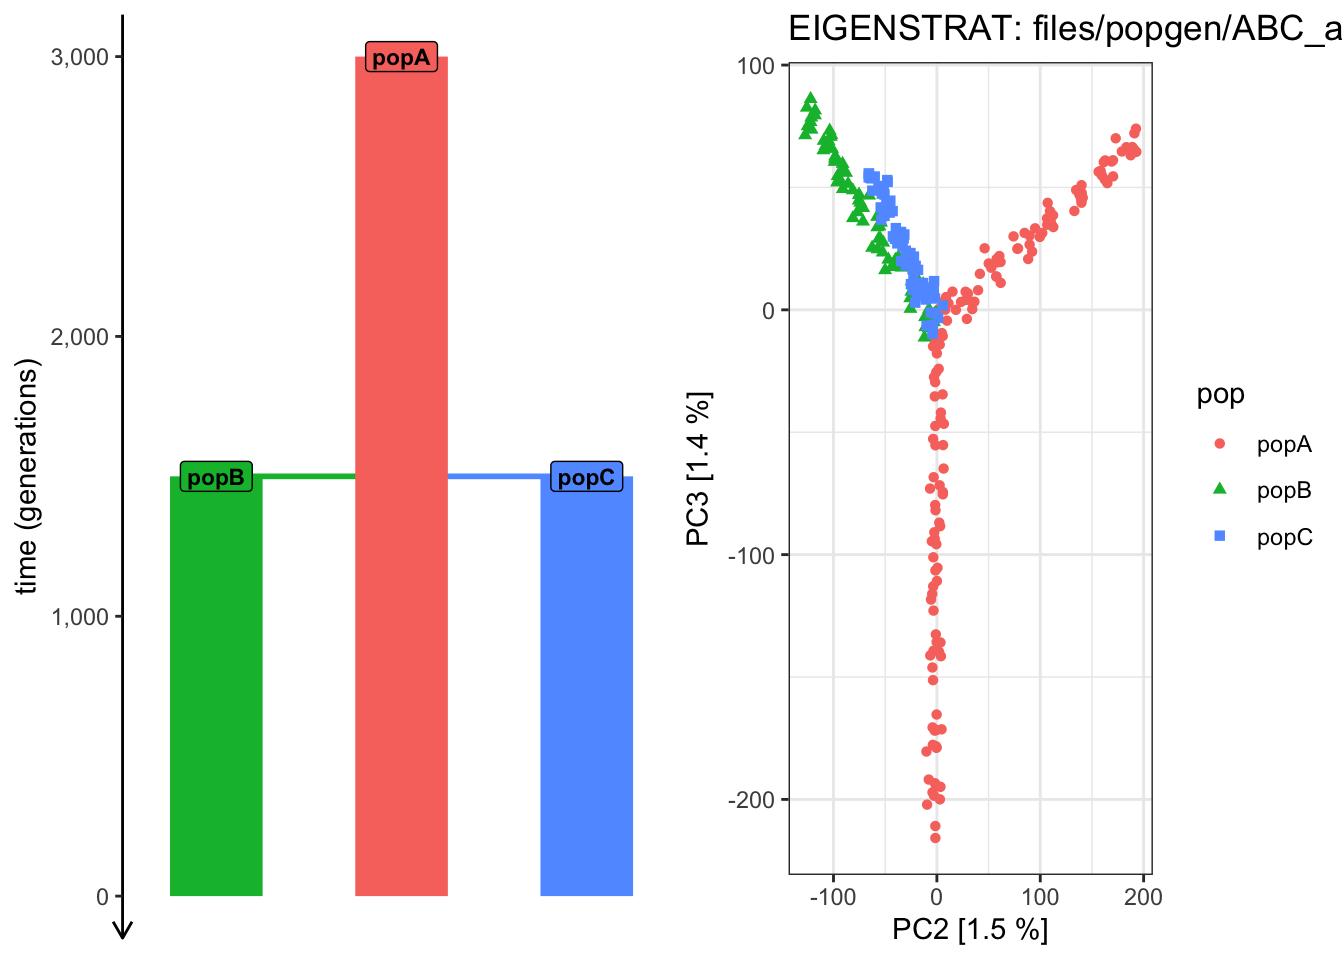 time (generations)
3,000
2,000
1,000
0
popA
popB
popC
EIGENSTRAT: files/popgen/ABC_a
PC3 [1.4 %]
100
0
-100
-200
-100 0 100 200
PC2 [1.5 %]
pop
popA
popB
popC